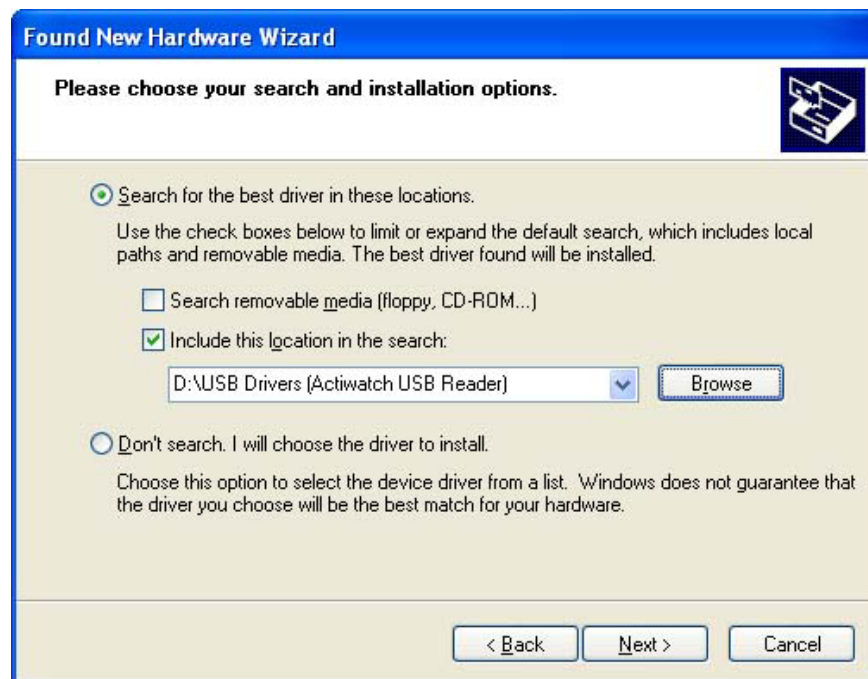 Found New Hardware Wizard
Please choose your search and installation options.
Search for the best driver in these locations.
Use the check boxes below to limit or expand the default search, which includes local
paths and removable media. The best driver found will be installed.
Search removable media (floppy, CD-ROM...)
Include this location in the search:
D:\USB Drivers (Actiwatch USB Reader)
Browse
Don't search. I will choose the driver to install.
Choose this option to select the device driver from a list. Windows does not guarantee that
the driver you choose will be the best match for your hardware.
< Back Next > Cancel